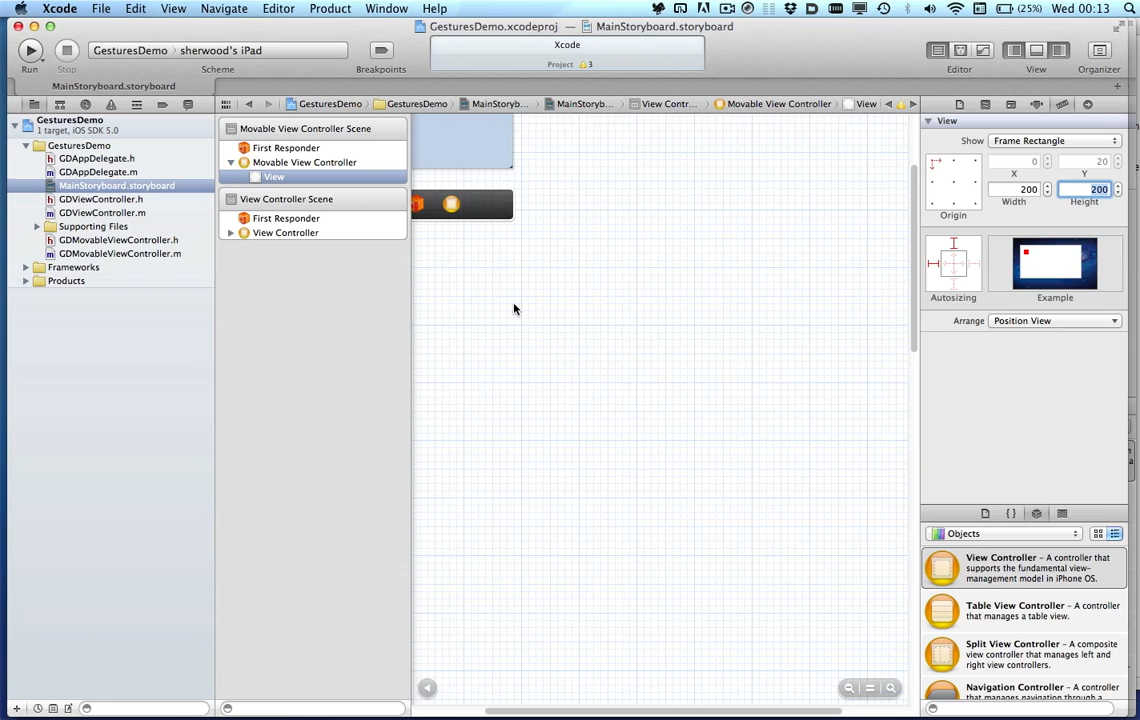 Xcode File Edit View Navigate Editor Product Window Help (25%) Wed 00:13
GesturesDemo.xcodeproj — MainStoryboard.storyboard
GesturesDemo sherwood's iPad
Xcode
Project 3
Run Stop Scheme Breakpoints Editor View Organizer
MainStoryboard.storyboard
GesturesDemo GesturesDemo MainStoryb... MainStoryb... View Contr... Movable View Controller View
GesturesDemo
1 target, iOS SDK 5.0
GesturesDemo
GDAppDelegate.h
GDAppDelegate.m
MainStoryboard.storyboard
GDViewController.h
GDViewController.m
Supporting Files
GDMovableViewController.h
GDMovableViewController.m
Frameworks
Products
Movable View Controller Scene
First Responder
Movable View Controller
View
View Controller Scene
First Responder
View Controller
View
Show Frame Rectangle
0 20
X Y
200 200
Width Height
Origin
Autosizing Example
Arrange Position View
Objects
View Controller – A controller that
supports the fundamental view-
management model in iPhone OS.
Table View Controller – A controller
that manages a table view.
Split View Controller – A composite
view controller that manages left and
right view controllers.
Navigation Controller – A controller
that manages navigation through a